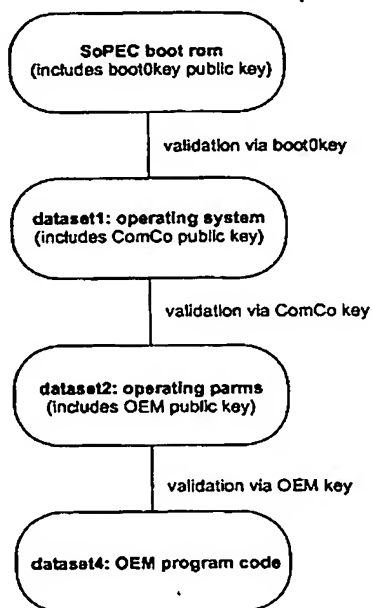 SoPEC boot rom
(includes boot0key public key)
validation via boot0key
dataset1: operating system
(includes ComCo public key)
validation via ComCo key
dataset2: operating parms
(includes OEM public key)
validation via OEM key
dataset4: OEM program code